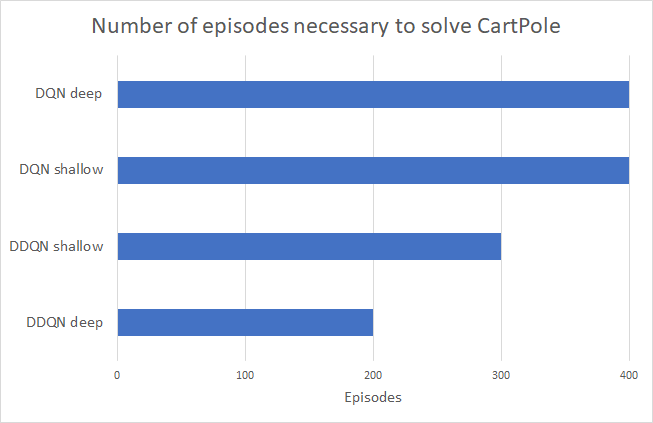 Number of episodes necessary to solve CartPole
DQN deep
DQN shallow
DDQN shallow
DDQN deep
0 100 200 300 400
Episodes